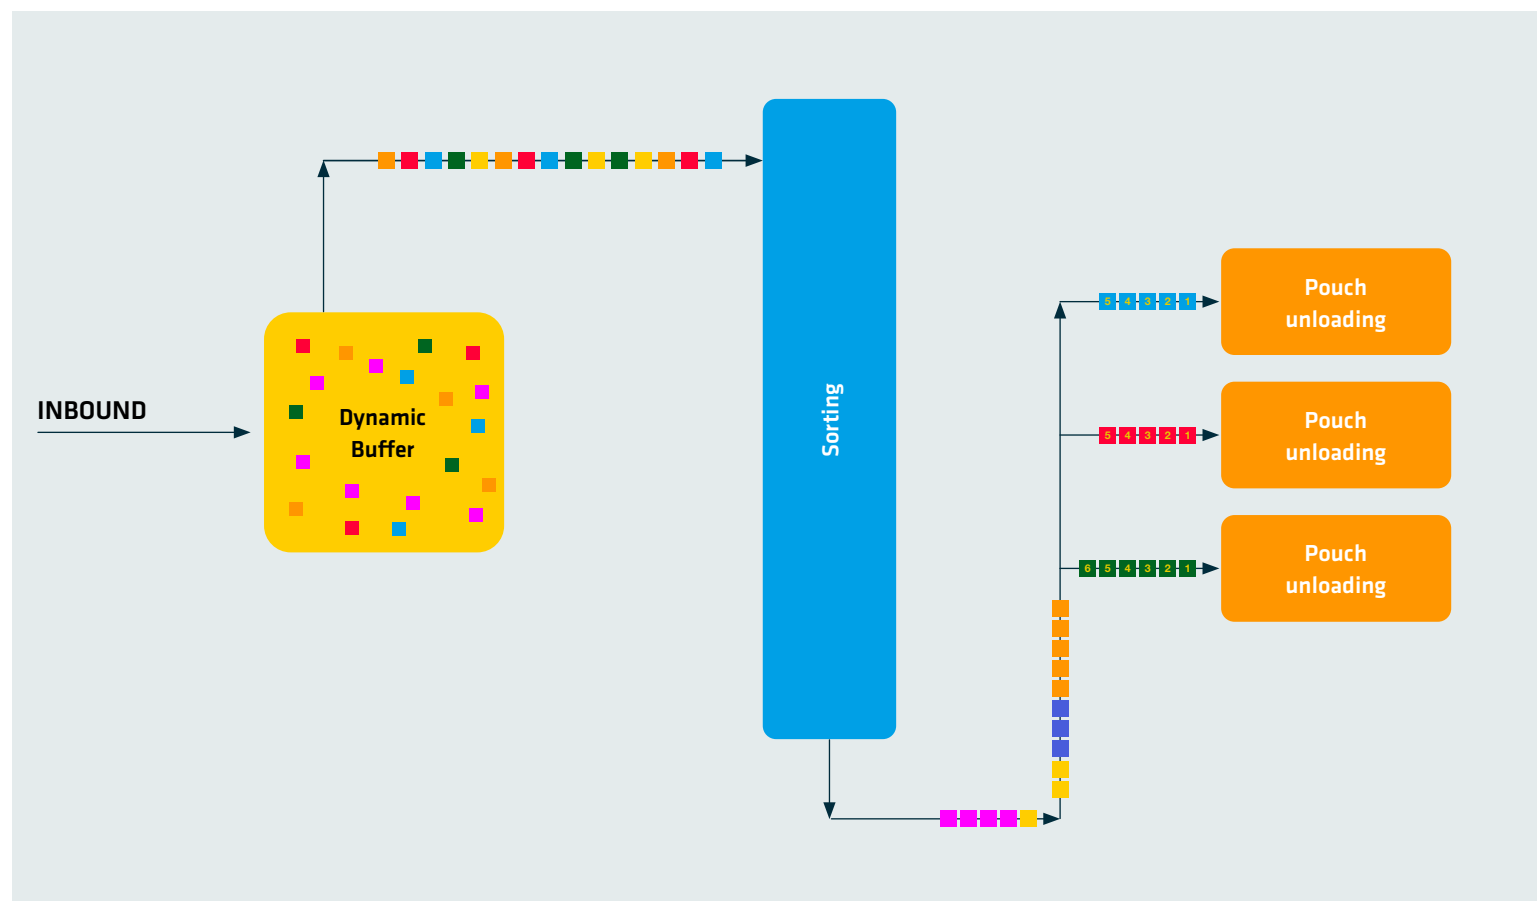 INBOUND
Dynamic
Buffer
Sorting
5 4 3 2 1
Pouch
unloading
5 4 3 2 1
Pouch
unloading
6 5 4 3 2 1
Pouch
unloading